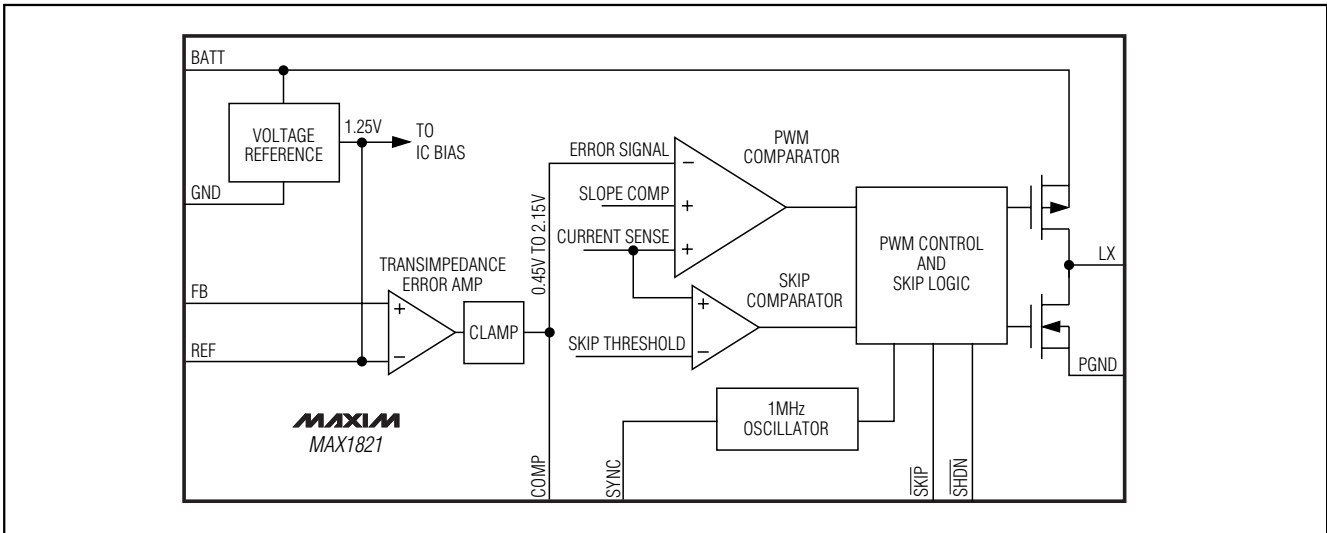 BATT
VOLTAGE
REFERENCE
1.25V
TO
IC BIAS
GND
TRANSIMPEDANCE
ERROR AMP
FB
+
REF
−
CLAMP
0.45V TO 2.15V
ERROR SIGNAL
−
SLOPE COMP
+
CURRENT SENSE
+
PWM
COMPARATOR
SKIP
COMPARATOR
+
SKIP THRESHOLD
−
PWM CONTROL
AND
SKIP LOGIC
LX
PGND
1MHz
OSCILLATOR
MAXIM
MAX1821
COMP
SYNC
SKIP
SHDN